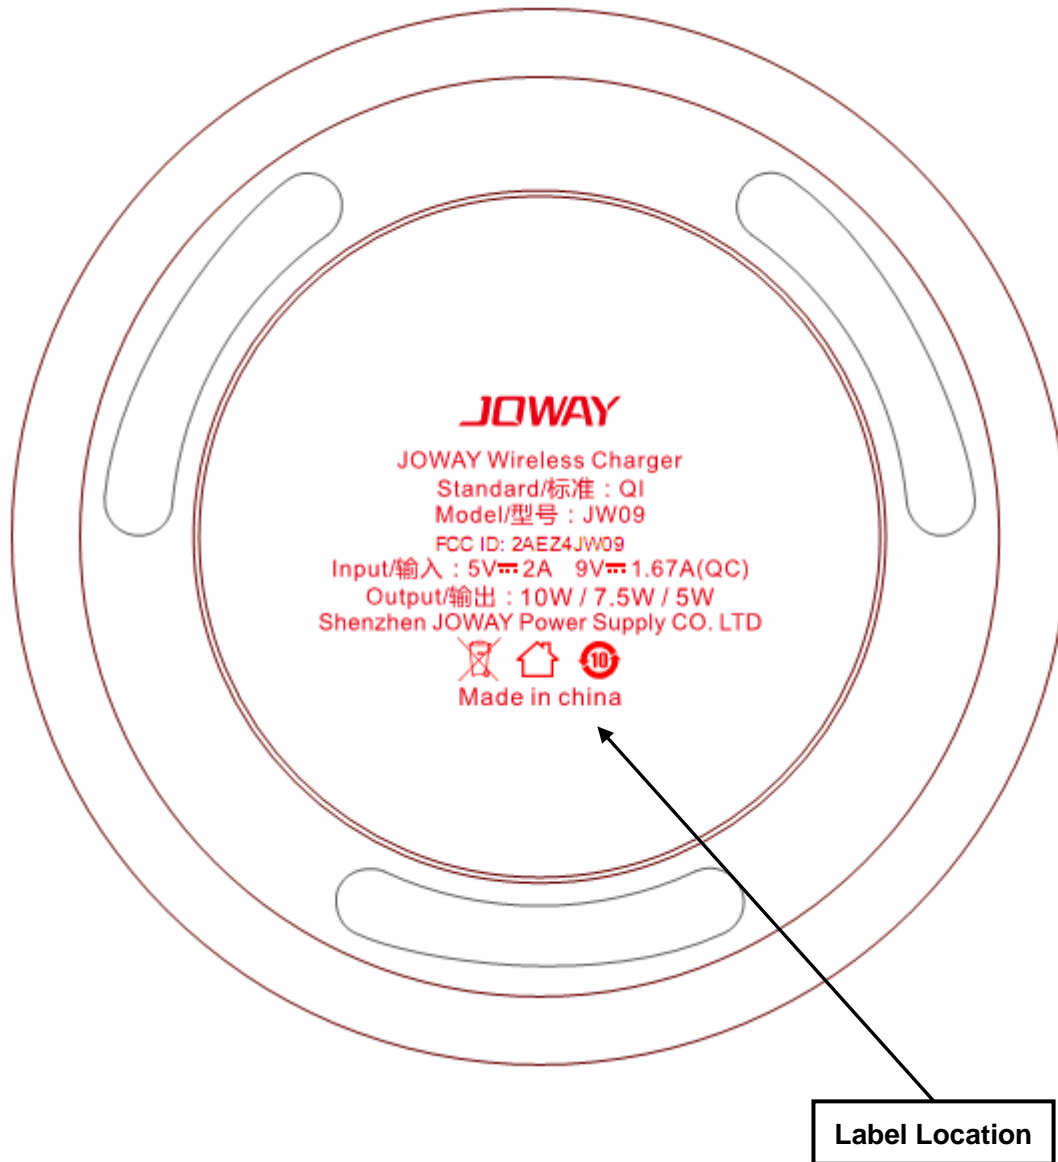 JOWAY
JOWAY Wireless Charger
Standard/标准：QI
Model/型号：JW09
FCC ID: 2AEZ4JW09
Input/输入：5V⎓2A 9V⎓1.67A(QC)
Output/输出：10W / 7.5W / 5W
Shenzhen JOWAY Power Supply CO. LTD
10
Made in china
Label Location